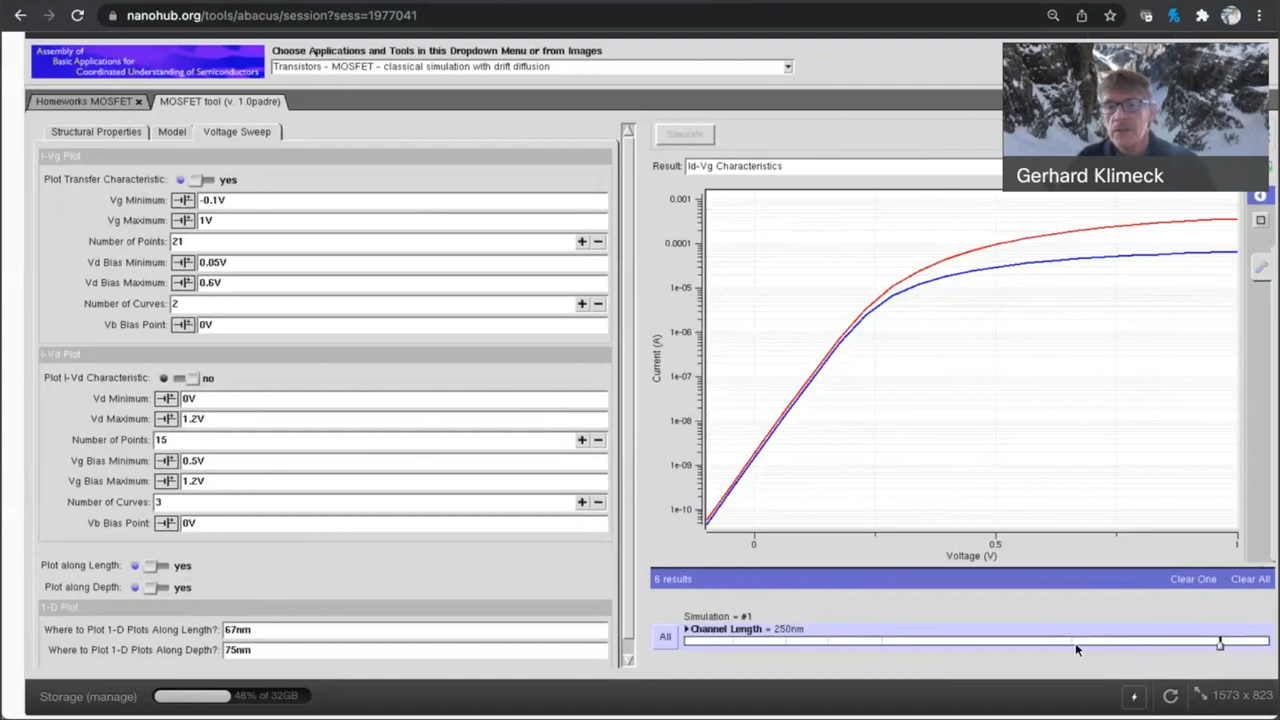 nanohub.org/tools/abacus/session?sess=1977041
Assembly of
Basic Applications for
Coordinated Understanding of Semiconductors
Choose Applications and Tools in this Dropdown Menu or from Images
Transistors - MOSFET - classical simulation with drift diffusion
Homeworks MOSFET × MOSFET tool (v. 1.0padre)
Structural Properties Model Voltage Sweep
I-Vg Plot
Plot Transfer Characteristic: yes
Vg Minimum: -0.1V
Vg Maximum: 1V
Number of Points: 21
Vd Bias Minimum: 0.05V
Vd Bias Maximum: 0.6V
Number of Curves: 2
Vb Bias Point: 0V
I-Vd Plot
Plot I-Vd Characteristic: no
Vd Minimum: 0V
Vd Maximum: 1.2V
Number of Points: 15
Vg Bias Minimum: 0.5V
Vg Bias Maximum: 1.2V
Number of Curves: 3
Vb Bias Point: 0V
Plot along Length: yes
Plot along Depth: yes
1-D Plot
Where to Plot 1-D Plots Along Length?: 67nm
Where to Plot 1-D Plots Along Depth?: 75nm
Simulate
Result: Id-Vg Characteristics
Gerhard Klimeck
0.001
0.0001
1e-05
1e-06
1e-07
1e-08
1e-09
1e-10
Current (A)
0 0.5 1
Voltage (V)
6 results Clear One Clear All
Simulation = #1
All Channel Length = 250nm
Storage (manage) 48% of 32GB 1573 x 823